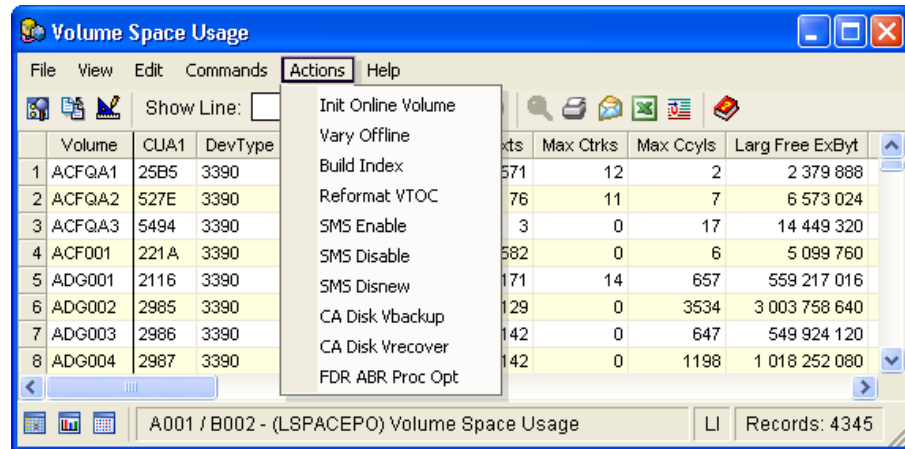 Volume Space Usage
File View Edit Commands Actions Help
Show Line:
Init Online Volume
Vary Offline
Build Index
Reformat VTOC
SMS Enable
SMS Disable
SMS Disnew
CA Disk Vbackup
CA Disk Vrecover
FDR ABR Proc Opt
Volume CUA1 DevType xts Max Ctrks Max Ccyls Larg Free ExByt
1 ACFQA1 25B5 3390 571 12 2 2 379 888
2 ACFQA2 527E 3390 76 11 7 6 573 024
3 ACFQA3 5494 3390 3 0 17 14 449 320
4 ACF001 221A 3390 582 0 6 5 099 760
5 ADG001 2116 3390 171 14 657 559 217 016
6 ADG002 2985 3390 129 0 3534 3 003 758 640
7 ADG003 2986 3390 142 0 647 549 924 120
8 ADG004 2987 3390 142 0 1198 1 018 252 080
A001 / B002 - (LSPACEPO) Volume Space Usage LI Records: 4345